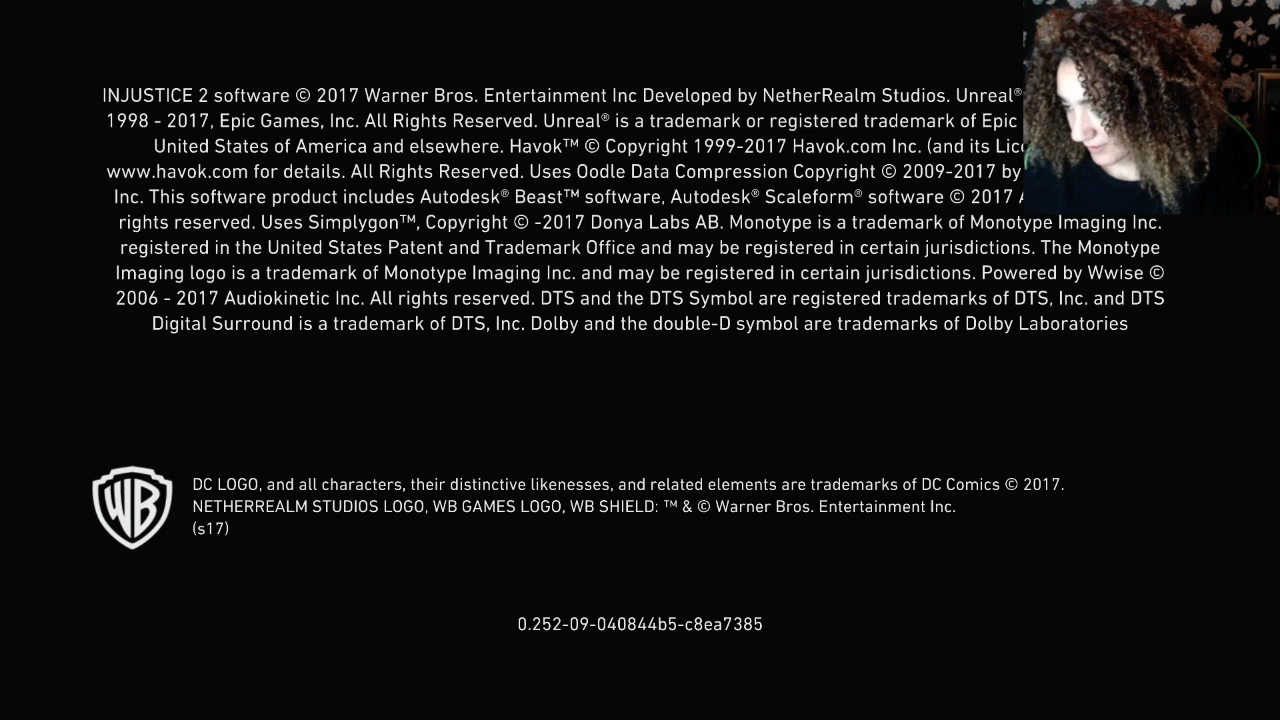 INJUSTICE 2 software © 2017 Warner Bros. Entertainment Inc Developed by NetherRealm Studios. Unreal®
1998 - 2017, Epic Games, Inc. All Rights Reserved. Unreal® is a trademark or registered trademark of Epic
United States of America and elsewhere. Havok™ © Copyright 1999-2017 Havok.com Inc. (and its
www.havok.com for details. All Rights Reserved. Uses Oodle Data Compression Copyright © 2009-2017 by
Inc. This software product includes Autodesk® Beast™ software, Autodesk® Scaleform® software © 2017
rights reserved. Uses Simplygon™, Copyright © -2017 Donya Labs AB. Monotype is a trademark of Monotype Imaging Inc.
registered in the United States Patent and Trademark Office and may be registered in certain jurisdictions. The Monotype
Imaging logo is a trademark of Monotype Imaging Inc. and may be registered in certain jurisdictions. Powered by Wwise ©
2006 - 2017 Audiokinetic Inc. All rights reserved. DTS and the DTS Symbol are registered trademarks of DTS, Inc. and DTS
Digital Surround is a trademark of DTS, Inc. Dolby and the double-D symbol are trademarks of Dolby Laboratories
WB
DC LOGO, and all characters, their distinctive likenesses, and related elements are trademarks of DC Comics © 2017.
NETHERREALM STUDIOS LOGO, WB GAMES LOGO, WB SHIELD: ™ & © Warner Bros. Entertainment Inc.
(s17)
0.252-09-040844b5-c8ea7385